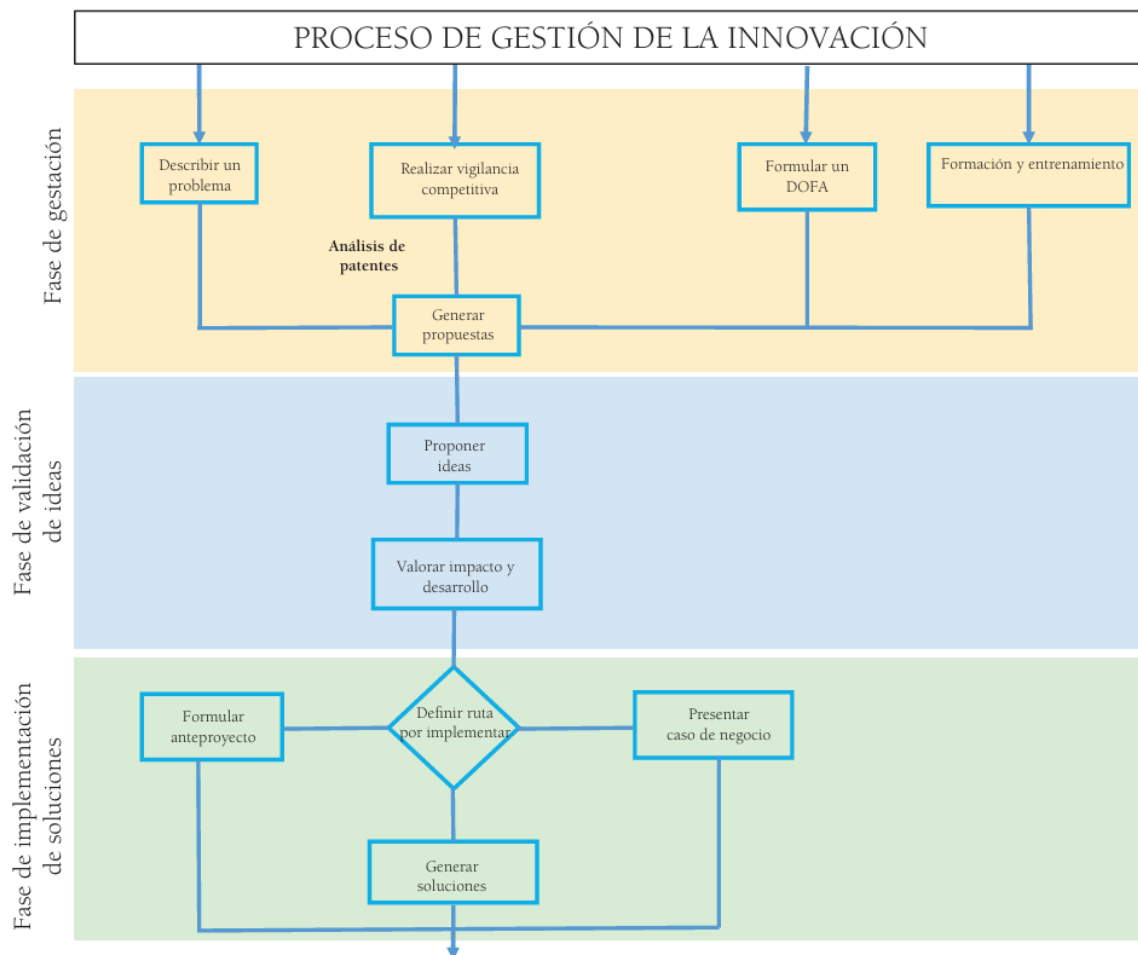 PROCESO DE GESTIÓN DE LA INNOVACIÓN
Fase de gestación
Describir un
problema
Realizar vigilancia
competitiva
Formular un
DOFA
Formación y entrenamiento
Análisis de
patentes
Generar
propuestas
Fase de validación
de ideas
Proponer
ideas
Valorar impacto y
desarrollo
Fase de implementación
de soluciones
Formular
anteproyecto
Definir ruta
por implementar
Presentar
caso de negocio
Generar
soluciones